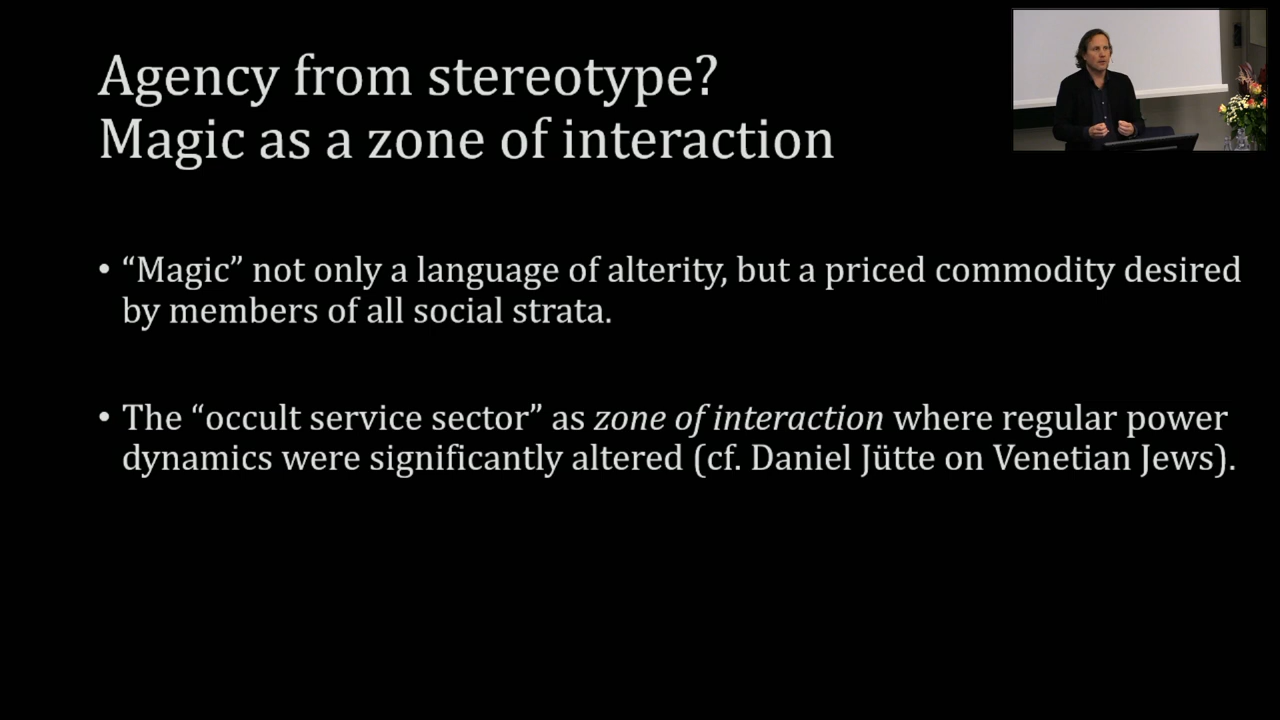 Agency from stereotype?
Magic as a zone of interaction
• “Magic” not only a language of alterity, but a priced commodity desired
by members of all social strata.
• The “occult service sector” as zone of interaction where regular power
dynamics were significantly altered (cf. Daniel Jütte on Venetian Jews).